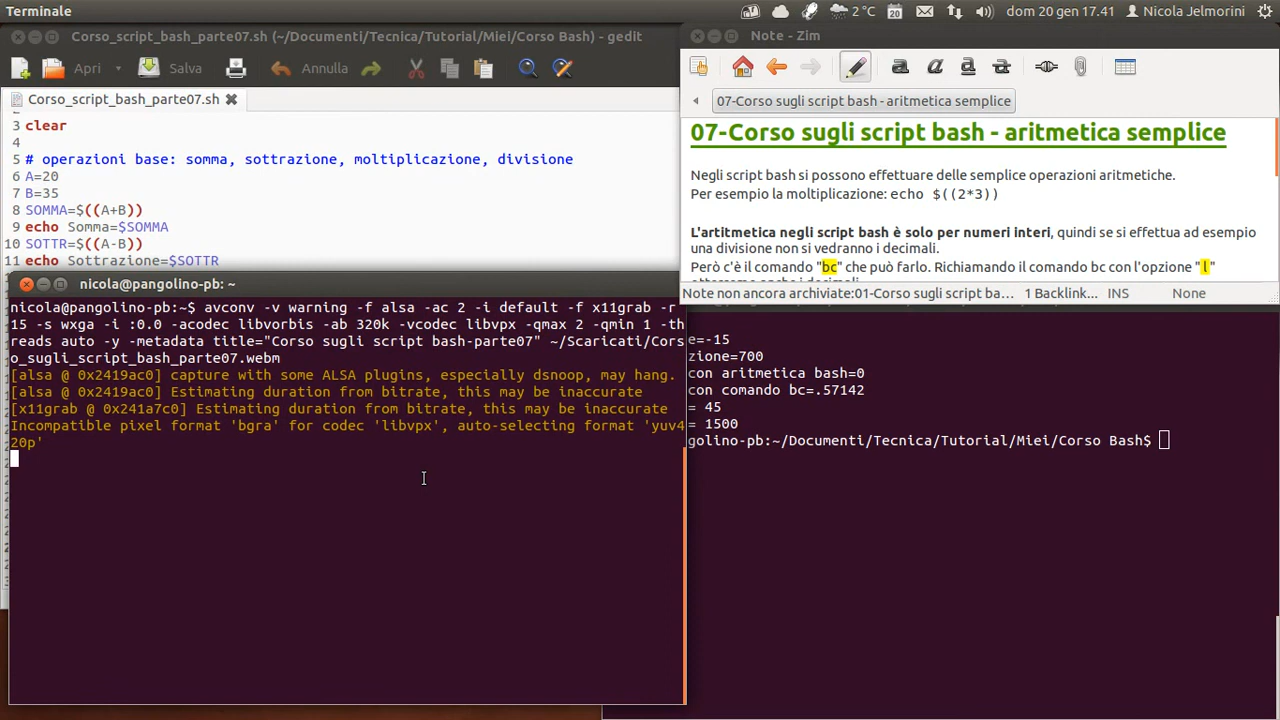 Terminale
2 °C
20
dom 20 gen 17.41
Nicola Jelmorini
Corso_script_bash_parte07.sh (~/Documenti/Tecnica/Tutorial/Miei/Corso Bash) - gedit
Apri
Salva
Annulla
Corso_script_bash_parte07.sh
3 clear
4
5 # operazioni base: somma, sottrazione, moltiplicazione, divisione
6 A=20
7 B=35
8 SOMMA=$((A+B))
9 echo Somma=$SOMMA
10 SOTTR=$((A-B))
11 echo Sottrazione=$SOTTR
Note - Zim
07-Corso sugli script bash - aritmetica semplice
07-Corso sugli script bash - aritmetica semplice
Negli script bash si possono effettuare delle semplice operazioni aritmetiche.
Per esempio la moltiplicazione: echo $((2*3))
L'artitmetica negli script bash è solo per numeri interi, quindi se si effettua ad esempio
una divisione non si vedranno i decimali.
Però c'è il comando "bc" che può farlo. Richiamando il comando bc con l'opzione "l"
Note non ancora archiviate:01-Corso sugli script ba...
1 Backlink...
INS
None
nicola@pangolino-pb: ~
nicola@pangolino-pb:~$ avconv -v warning -f alsa -ac 2 -i default -f x11grab -r
15 -s wxga -i :0.0 -acodec libvorbis -ab 320k -vcodec libvpx -qmax 2 -qmin 1 -th
reads auto -y -metadata title="Corso sugli script bash-parte07" ~/Scaricati/Cors
o_sugli_script_bash_parte07.webm
[alsa @ 0x2419ac0] capture with some ALSA plugins, especially dsnoop, may hang.
[alsa @ 0x2419ac0] Estimating duration from bitrate, this may be inaccurate
[x11grab @ 0x241a7c0] Estimating duration from bitrate, this may be inaccurate
Incompatible pixel format 'bgra' for codec 'libvpx', auto-selecting format 'yuv4
20p'
e=-15
zione=700
con aritmetica bash=0
con comando bc=.57142
= 45
= 1500
golino-pb:~/Documenti/Tecnica/Tutorial/Miei/Corso Bash$